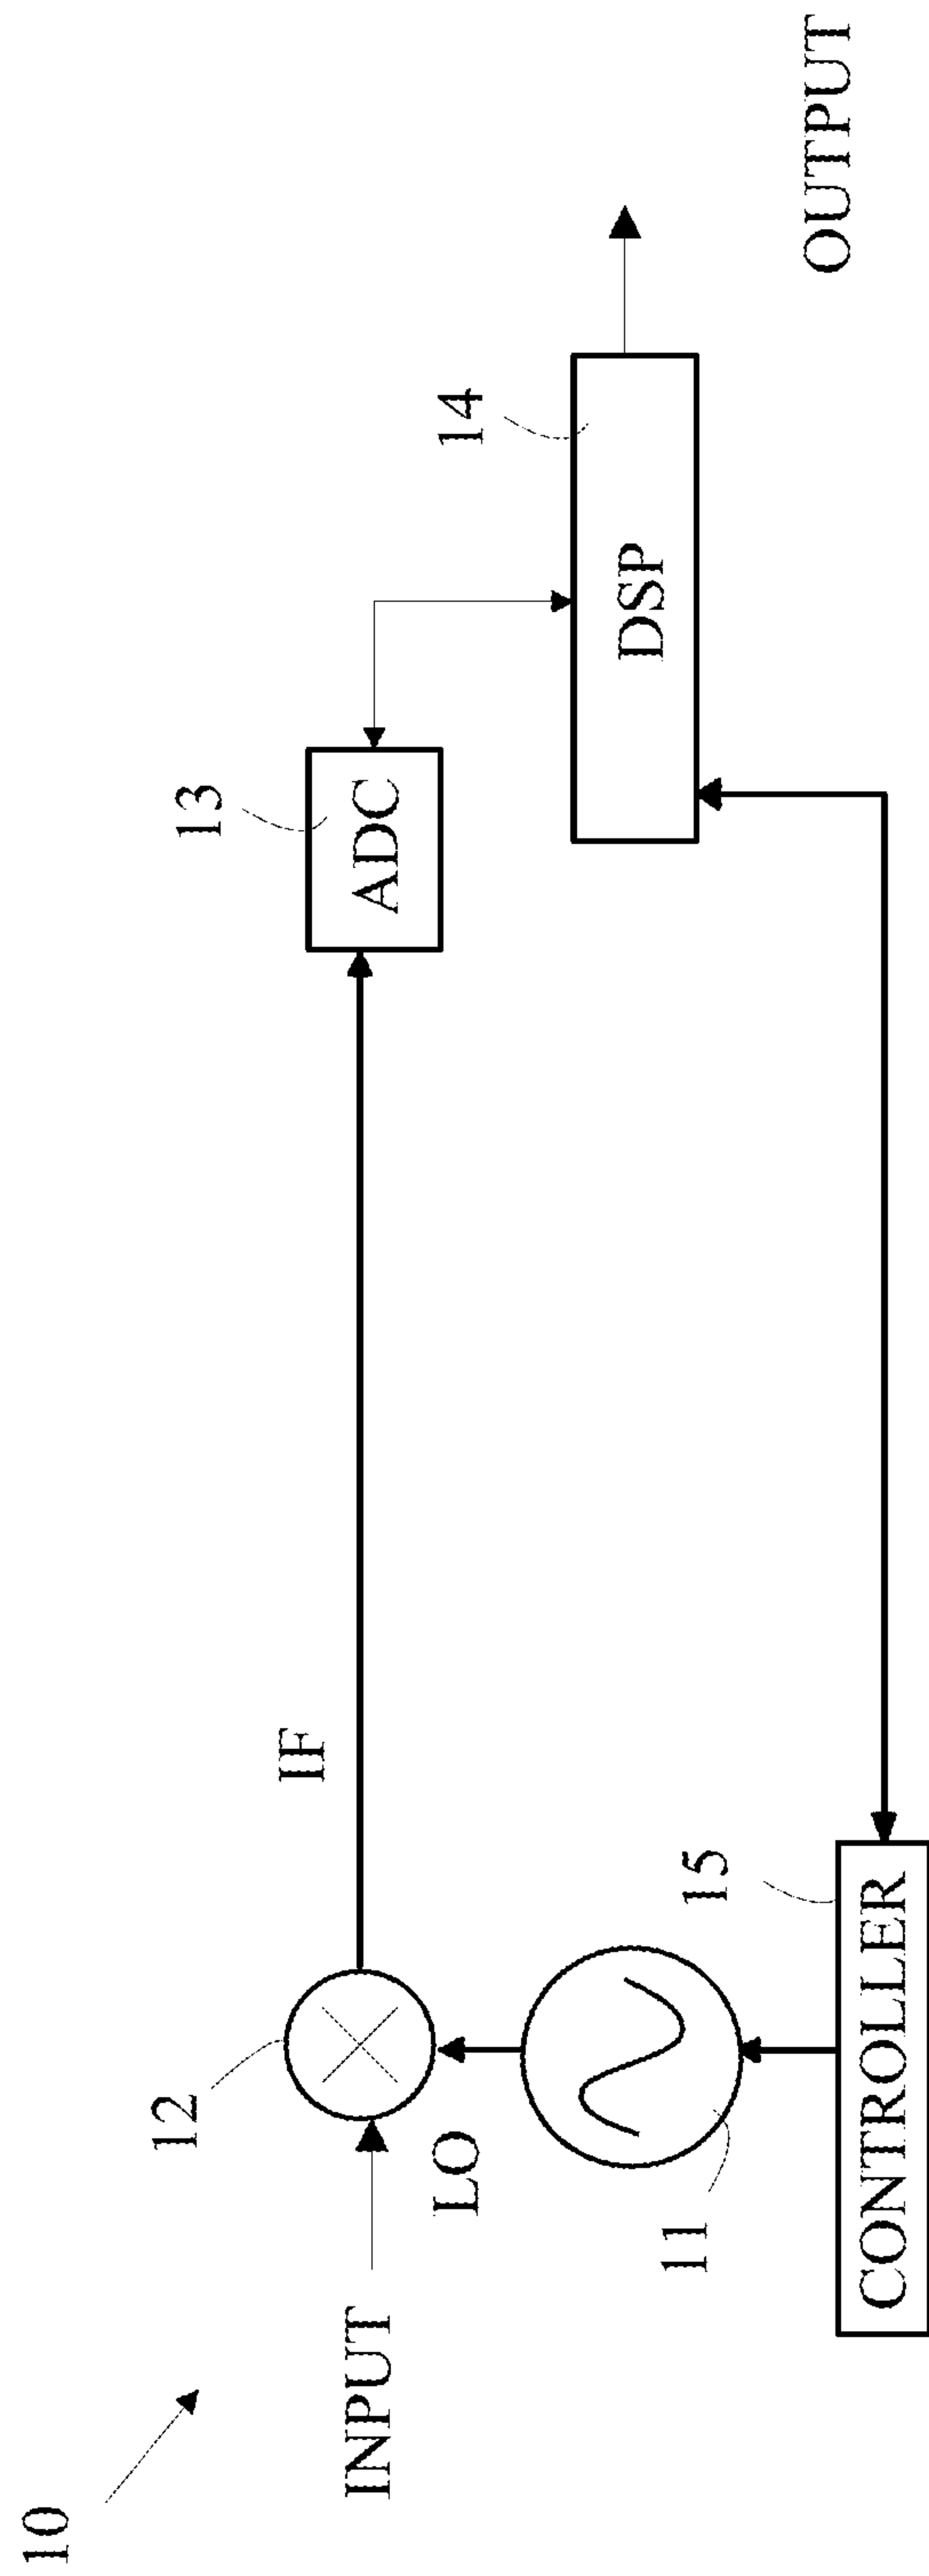 10
INPUT
12
LO
11
IF
15
CONTROLLER
13
ADC
14
DSP
OUTPUT